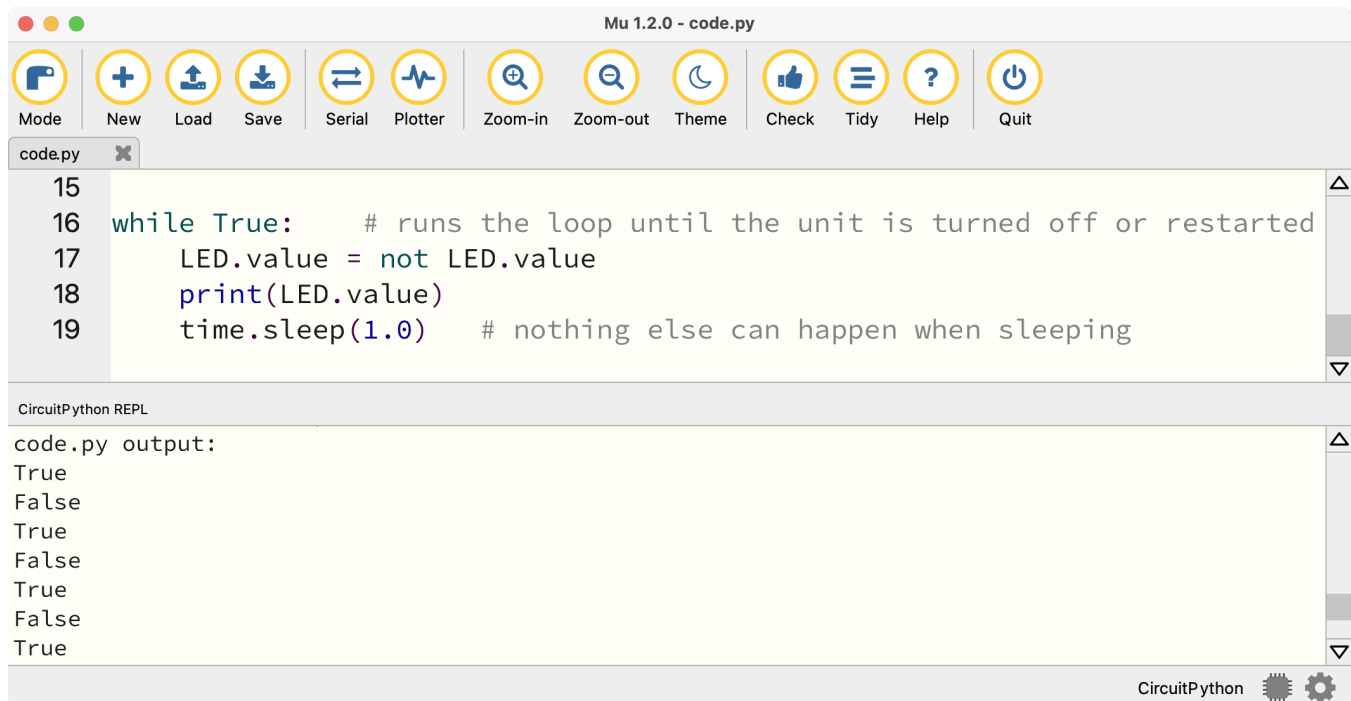 Mu 1.2.0 - code.py
Mode New Load Save Serial Plotter Zoom-in Zoom-out Theme Check Tidy ? Help Quit
code.py
15
16 while True:    # runs the loop until the unit is turned off or restarted
17     LED.value = not LED.value
18     print(LED.value)
19     time.sleep(1.0)   # nothing else can happen when sleeping
CircuitPython REPL
code.py output:
True
False
True
False
True
False
True
CircuitPython